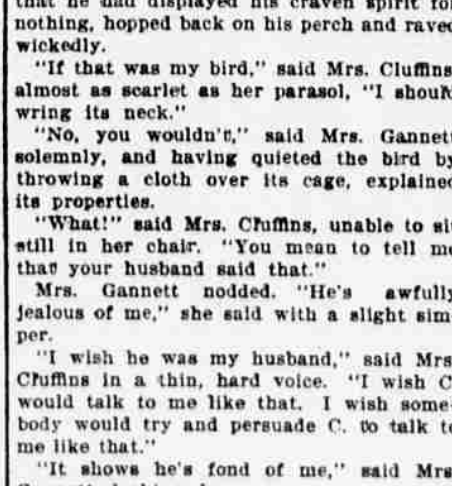 that he had displayed his craven spirit for
nothing, hopped back on his perch and raved
wickedly.
"If that was my bird," said Mrs. Cluffins,
almost as scarlet as her parasol, "I should
wring its neck."
"No, you wouldn't," said Mrs. Gannett
solemnly, and having quieted the bird by
throwing a cloth over its cage, explained
its properties.
"What!" said Mrs. Cluffins, unable to sit
still in her chair. "You mean to tell me
that your husband said that."
Mrs. Gannett nodded. "He's awfully
jealous of me," she said with a slight sim-
per.
"I wish he was my husband," said Mrs.
Cluffins in a thin, hard voice. "I wish C.
would talk to me like that. I wish some-
body would try and persuade C. to talk to
me like that."
"It shows he's fond of me," said Mrs.